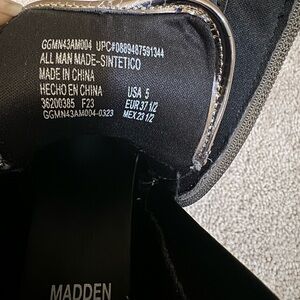 GGMN43AM004 UPC#0889487591344
ALL MAN MADE-SINTETICO
MADE IN CHINA
HECHO EN CHINA USA 5
36200385 F23 EUR 37 1/2
GGMN43AM004-0323 MEX 23 1/2
MADDEN